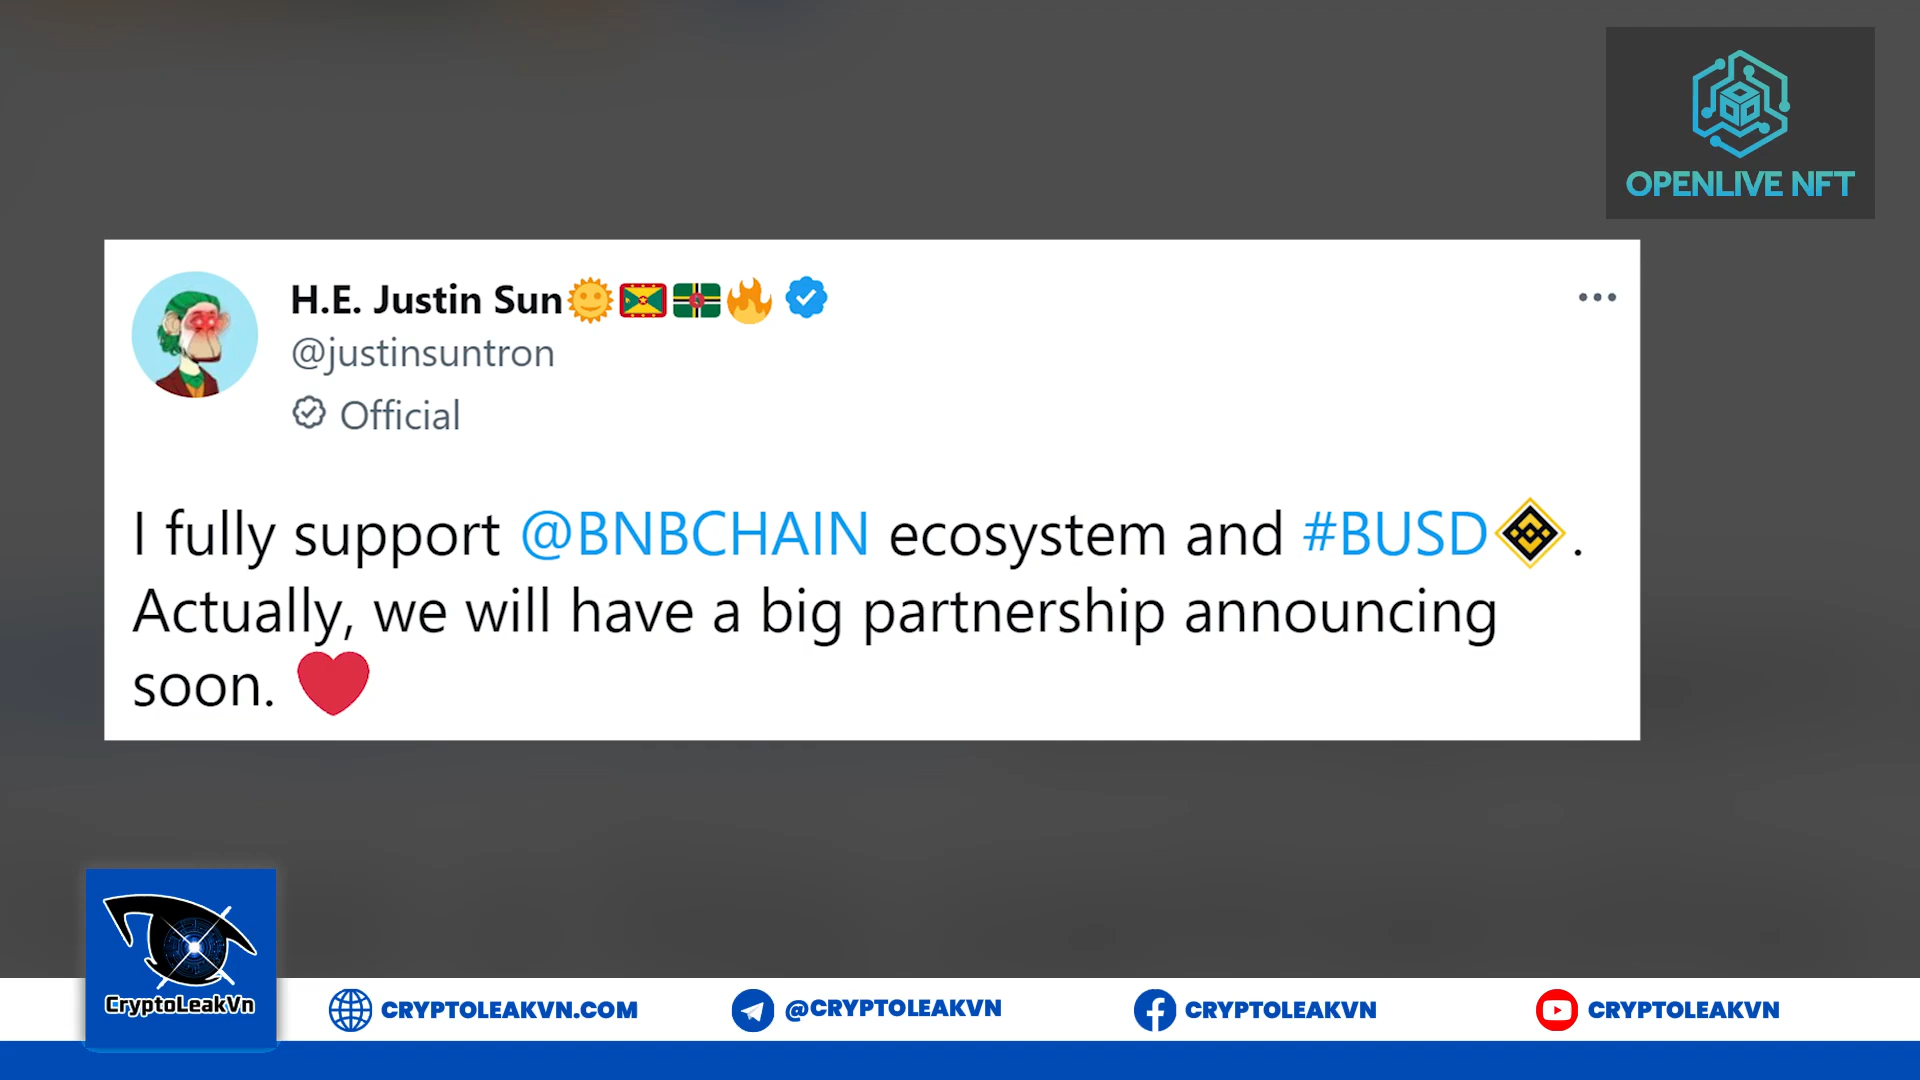 OPENLIVE NFT
H.E. Justin Sun🌞🇬🇩🇩🇲🔥
@justinsuntron
Official
I fully support @BNBCHAIN ecosystem and #BUSD.
Actually, we will have a big partnership announcing
soon. ❤️
CryptoLeakVn
CRYPTOLEAKVN.COM
@CRYPTOLEAKVN
CRYPTOLEAKVN
CRYPTOLEAKVN